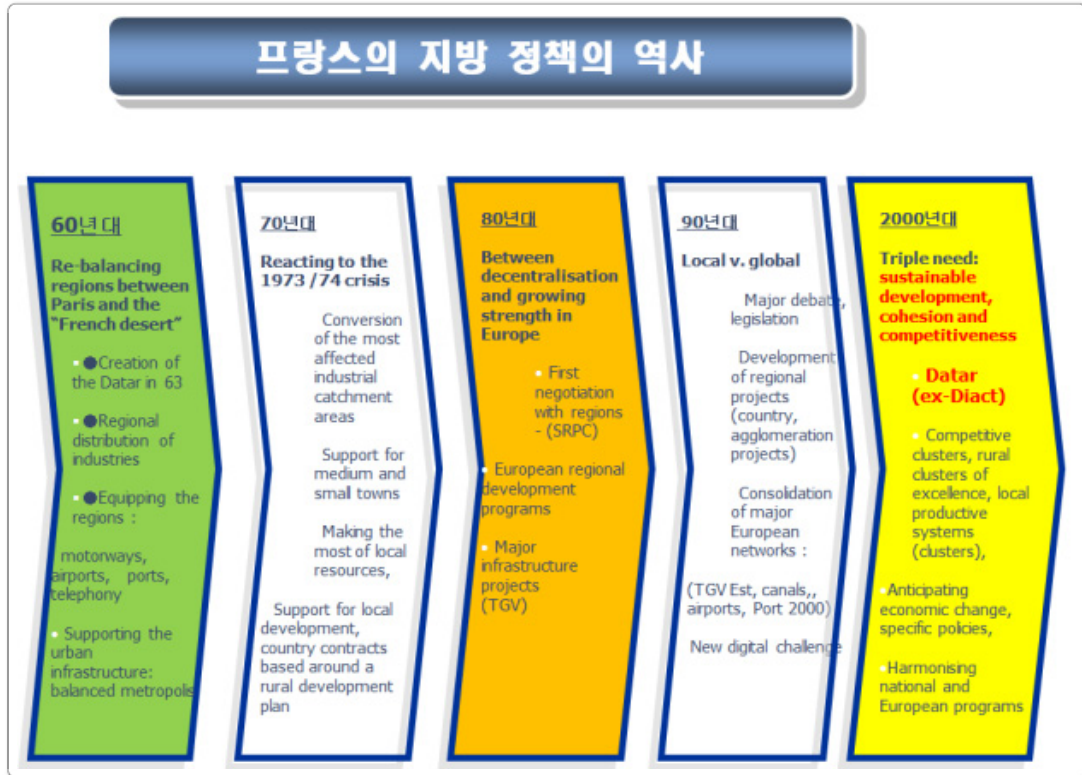 프랑스의 지방 정책의 역사
60년대
Re-balancing
regions between
Paris and the
"French desert"
●Creation of
the Datar in 63
●Regional
distribution of
industries
●Equipping the
regions :
motorways,
airports, ports,
telephony
Supporting the
urban
infrastructure:
balanced metropolis
70년대
Reacting to the
1973 /74 crisis
Conversion
of the most
affected
industrial
catchment
areas
Support for
medium and
small towns
Making the
most of local
resources,
Support for local
development,
country contracts
based around a
rural development
plan
80년대
Between
decentralisation
and growing
strength in
Europe
First
negotiation
with regions
- (SRPC)
European regional
development
programs
Major
infrastructure
projects
(TGV)
90년대
Local v. global
Major debate,
legislation
Development
of regional
projects
(country,
agglomeration
projects)
Consolidation
of major
European
networks :
(TGV Est, canals,,
airports, Port 2000)
New digital challenge
2000년대
Triple need:
sustainable
development,
cohesion and
competitiveness
Datar
(ex-Diact)
Competitive
clusters, rural
clusters of
excellence, local
productive
systems
(clusters),
Anticipating
economic change,
specific policies,
Harmonising
national and
European programs